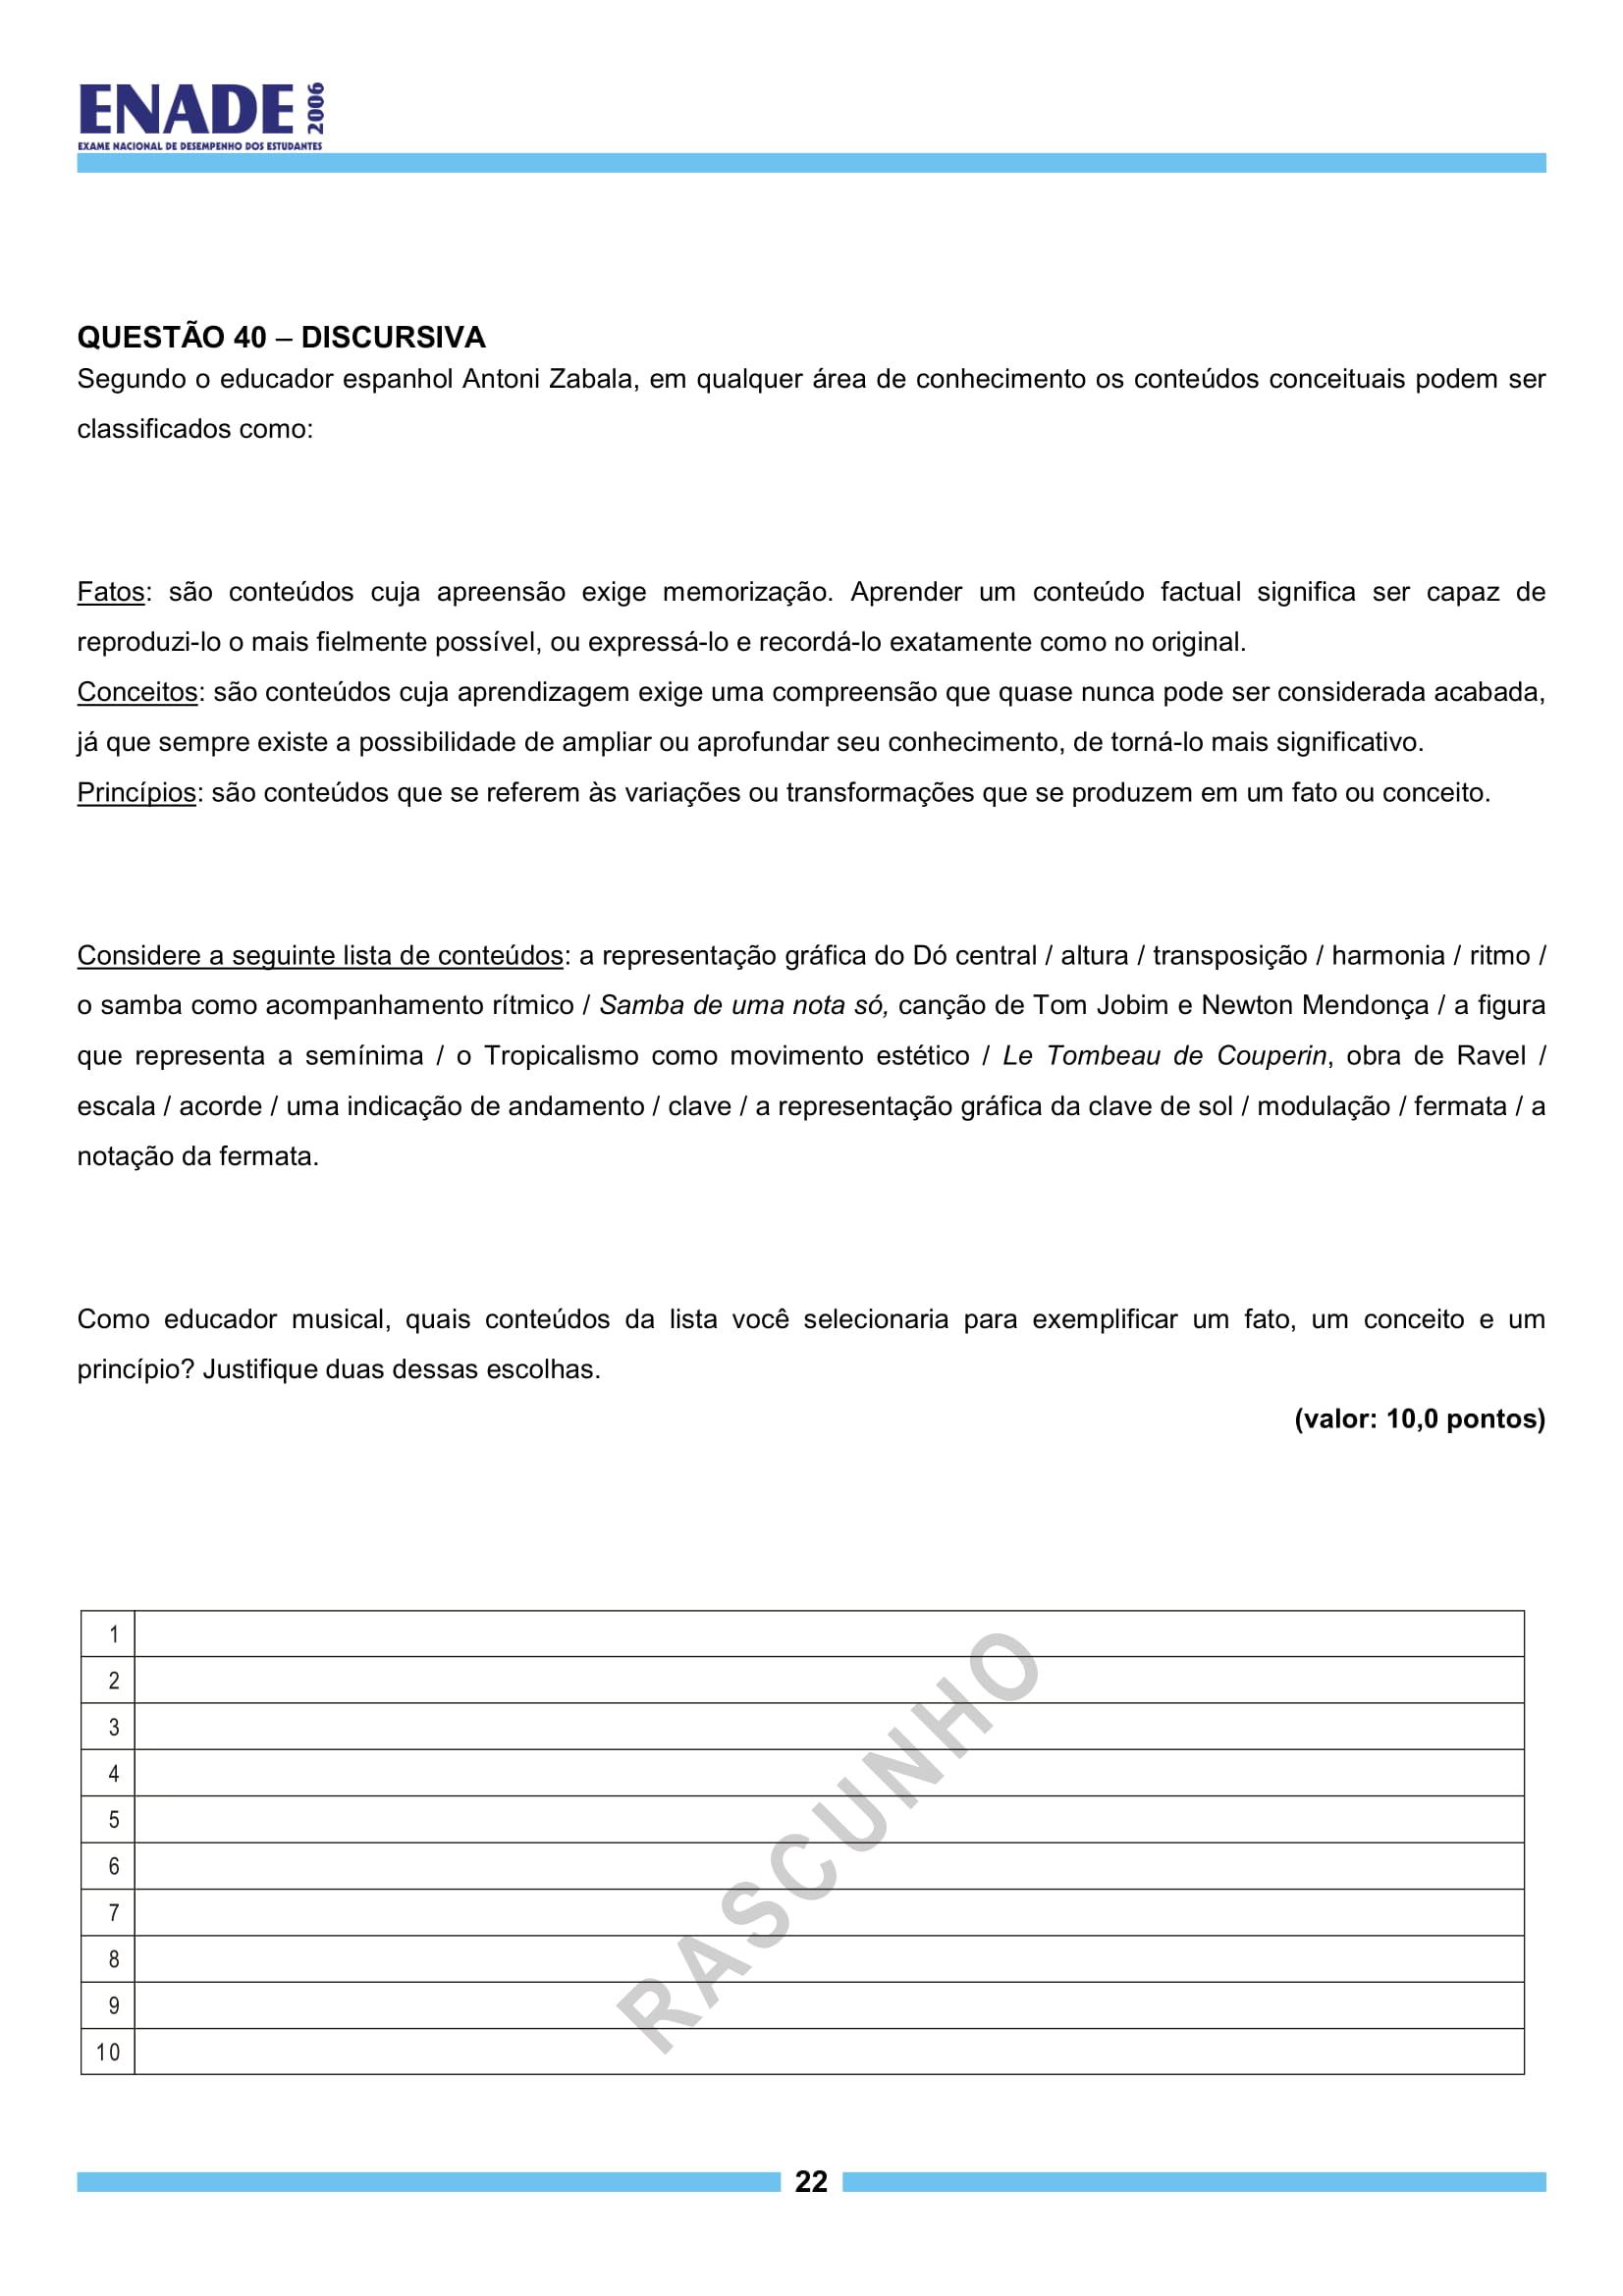 ENADE 2006
EXAME NACIONAL DE DESEMPENHO DOS ESTUDANTES
QUESTÃO 40 – DISCURSIVA
Segundo o educador espanhol Antoni Zabala, em qualquer área de conhecimento os conteúdos conceituais podem ser
classificados como:
Fatos: são conteúdos cuja apreensão exige memorização. Aprender um conteúdo factual significa ser capaz de
reproduzi-lo o mais fielmente possível, ou expressá-lo e recordá-lo exatamente como no original.
Conceitos: são conteúdos cuja aprendizagem exige uma compreensão que quase nunca pode ser considerada acabada,
já que sempre existe a possibilidade de ampliar ou aprofundar seu conhecimento, de torná-lo mais significativo.
Princípios: são conteúdos que se referem às variações ou transformações que se produzem em um fato ou conceito.
Considere a seguinte lista de conteúdos: a representação gráfica do Dó central / altura / transposição / harmonia / ritmo /
o samba como acompanhamento rítmico / Samba de uma nota só, canção de Tom Jobim e Newton Mendonça / a figura
que representa a semínima / o Tropicalismo como movimento estético / Le Tombeau de Couperin, obra de Ravel /
escala / acorde / uma indicação de andamento / clave / a representação gráfica da clave de sol / modulação / fermata / a
notação da fermata.
Como educador musical, quais conteúdos da lista você selecionaria para exemplificar um fato, um conceito e um
princípio? Justifique duas dessas escolhas.
(valor: 10,0 pontos)
1
2
3
4
5
6
7
8
9
10
RASCUNHO
22